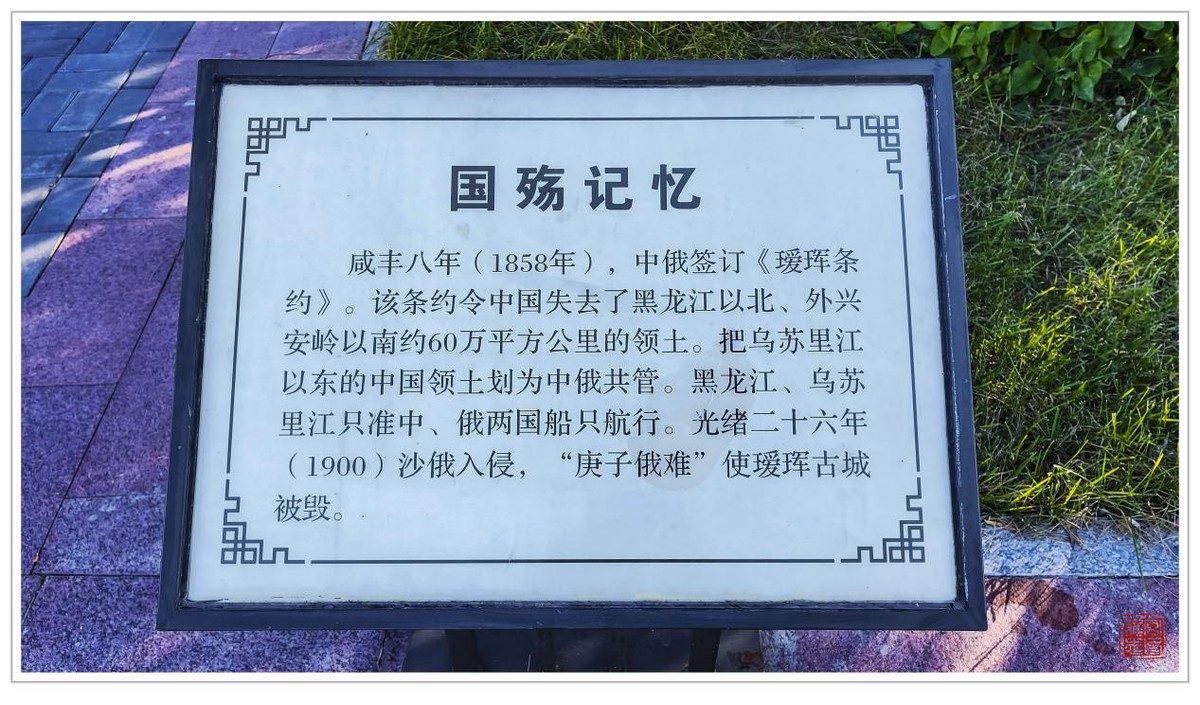 国殇记忆
咸丰八年（1858年），中俄签订《瑷珲条
约》。该条约令中国失去了黑龙江以北、外兴
安岭以南约60万平方公里的领土。把乌苏里江
以东的中国领土划为中俄共管。黑龙江、乌苏
里江只准中、俄两国船只航行。光绪二十六年
（1900）沙俄入侵，“庚子俄难”使瑷珲古城
被毁。